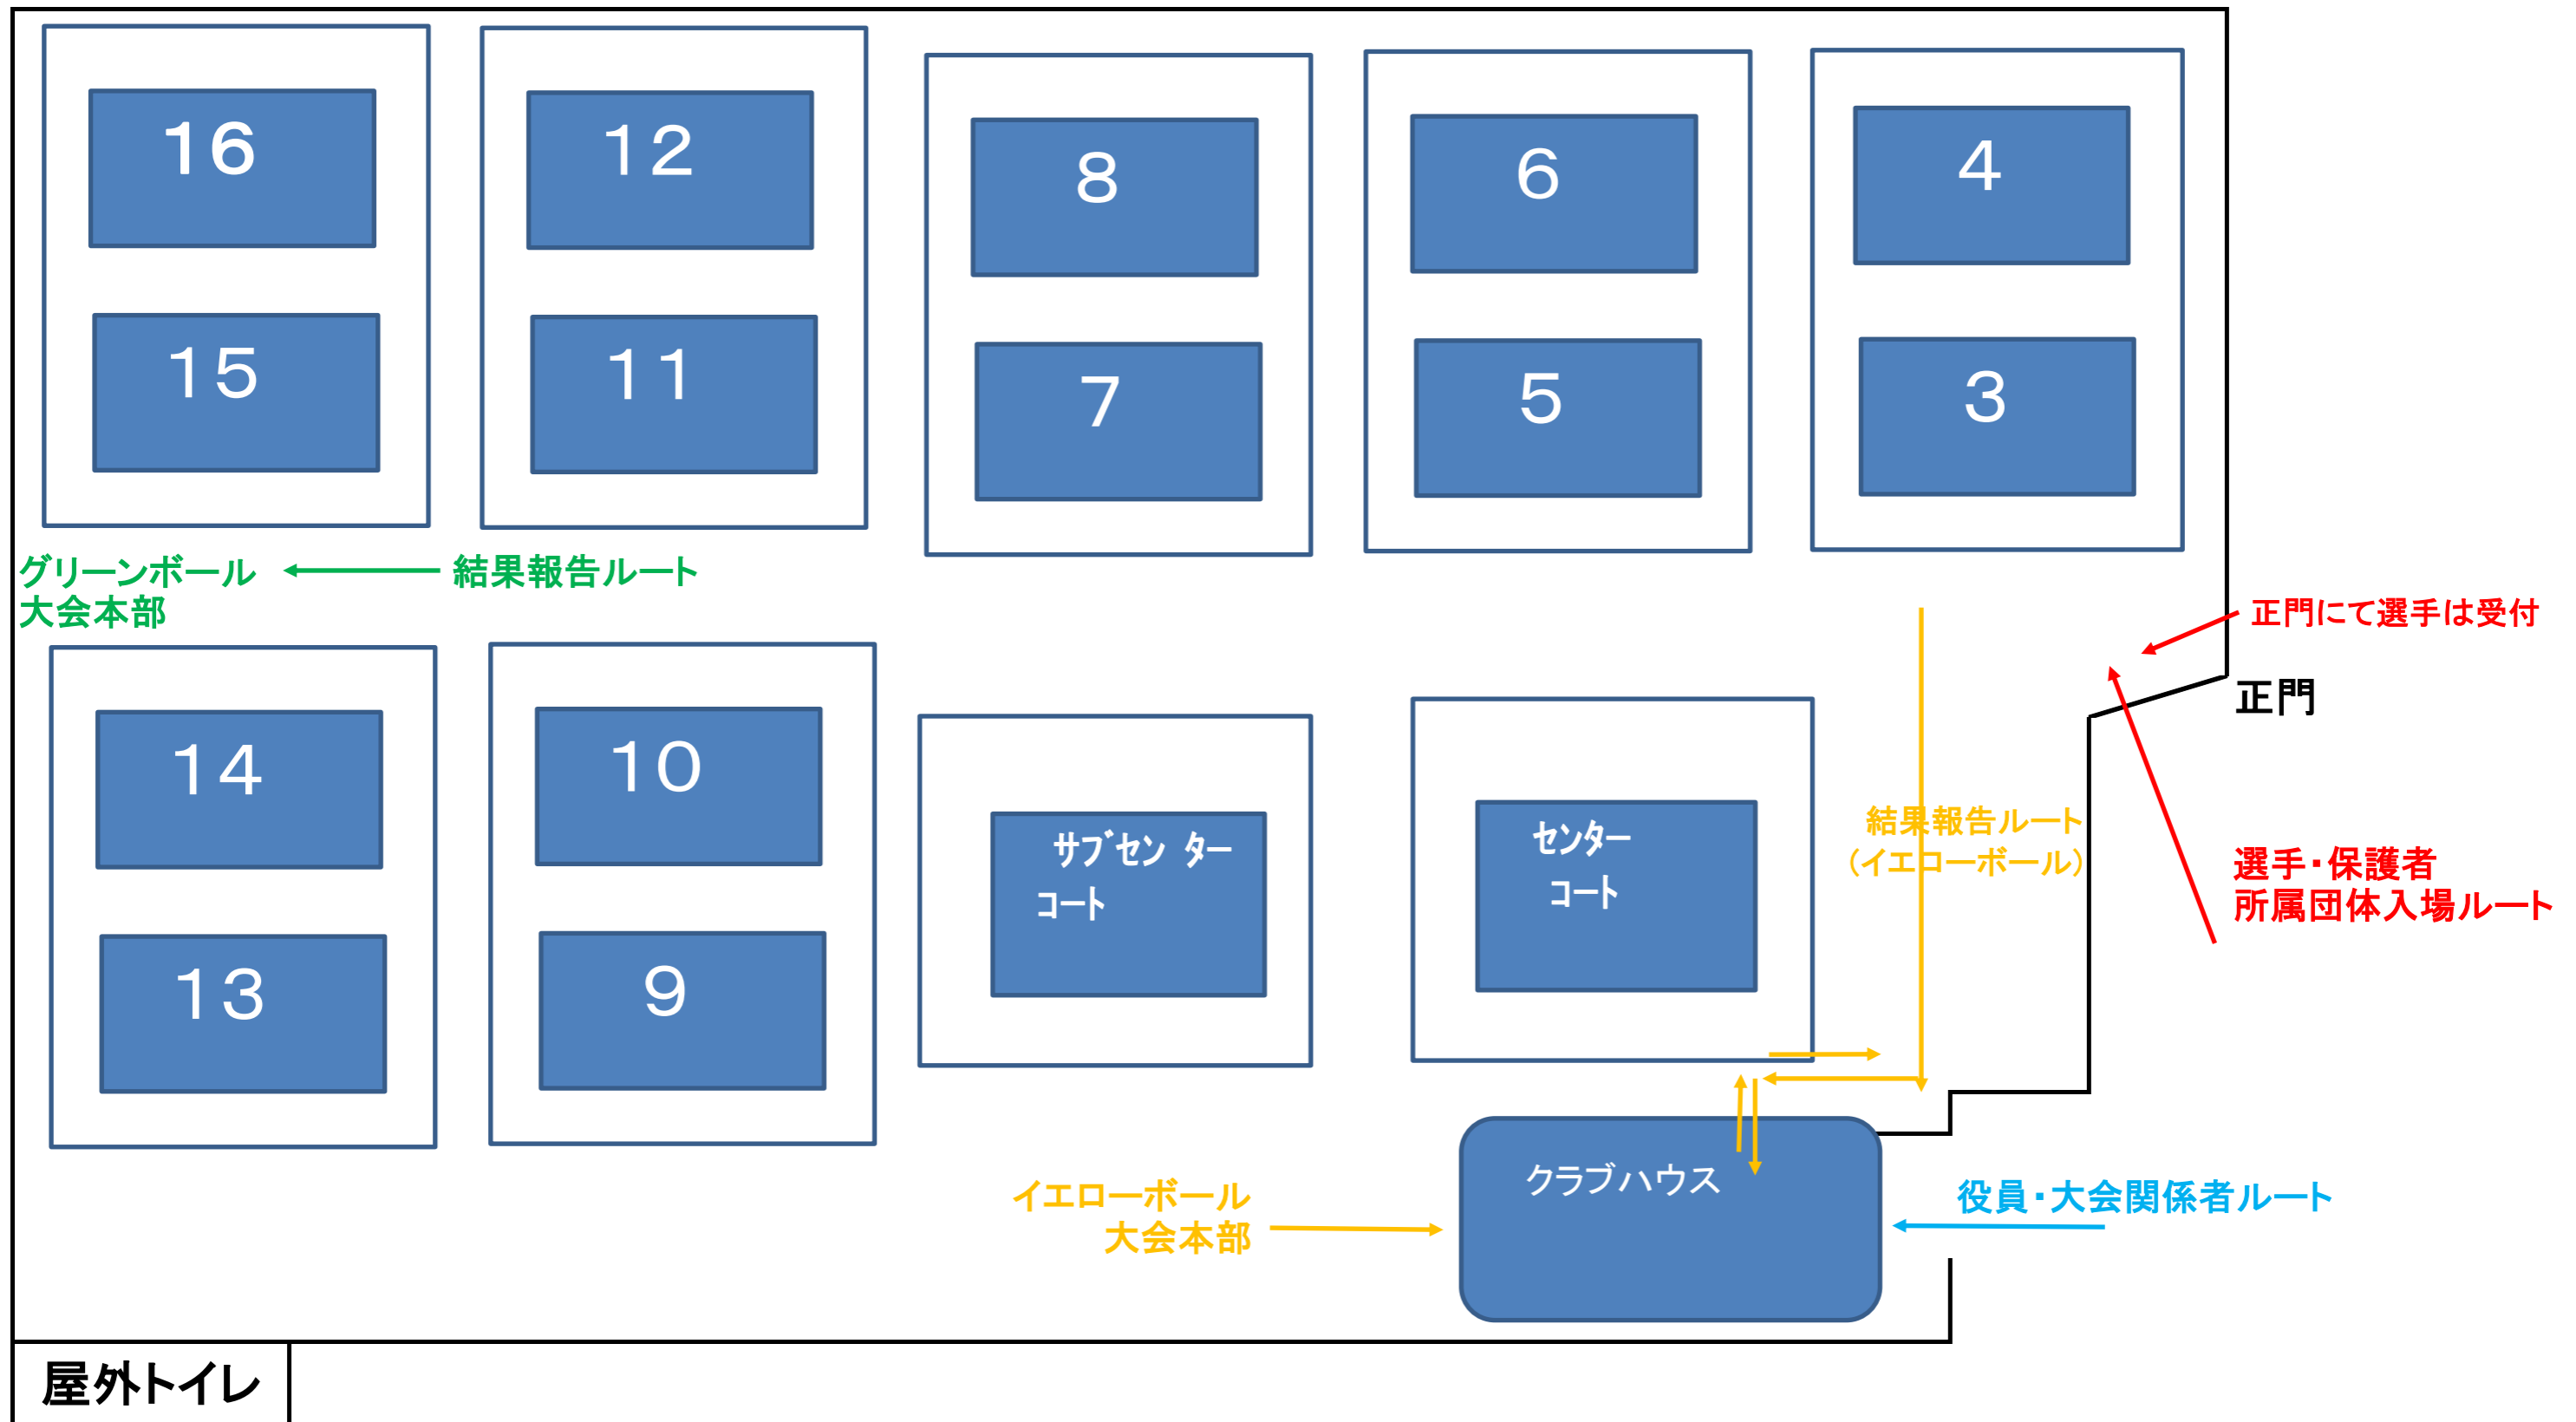 １６
１２
８
６
４
１５
１１
７
５
３
グリーンボール
大会本部
結果報告ルート
正門にて選手は受付
正門
１４
１０
サブセン ター
コート
センター
コート
結果報告ルート
（イエローボール）
選手・保護者
所属団体入場ルート
１３
９
クラブハウス
イエローボール
大会本部
役員・大会関係者ルート
屋外トイレ